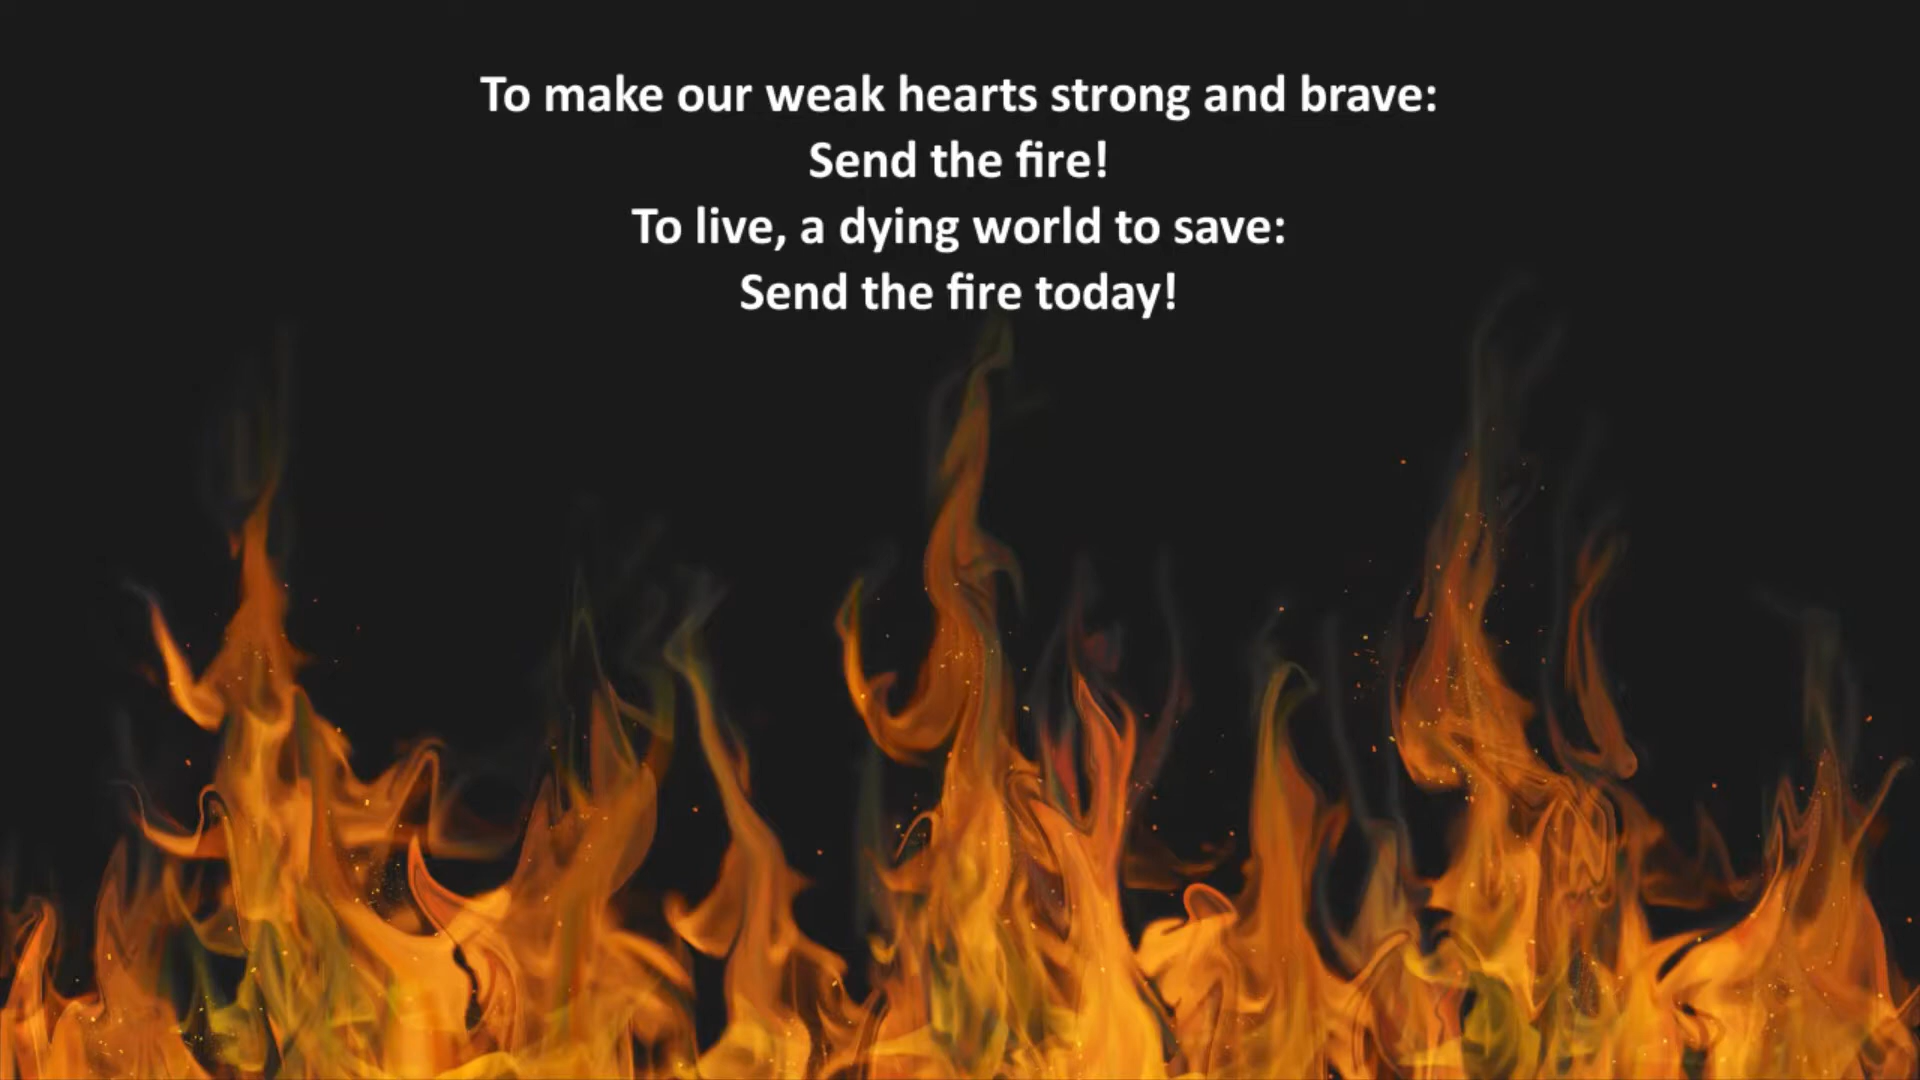 To make our weak hearts strong and brave:
Send the fire!
To live, a dying world to save:
Send the fire today!